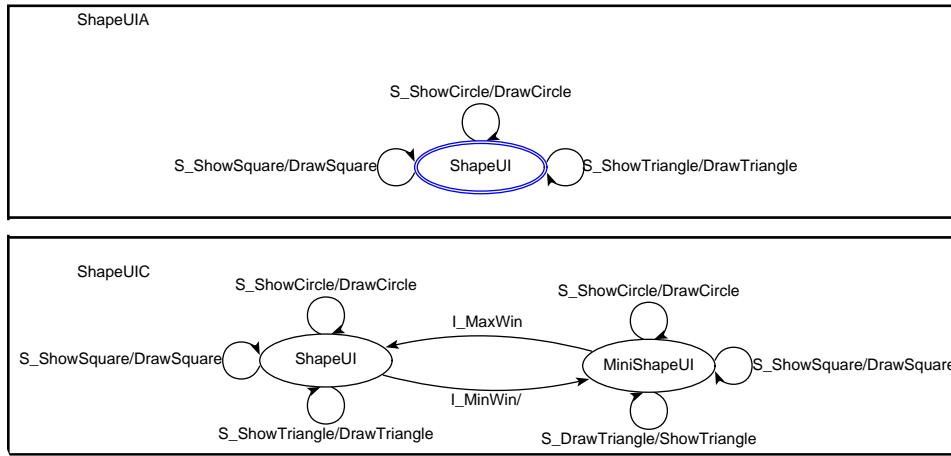 ShapeUIA
S_ShowCircle/DrawCircle
S_ShowSquare/DrawSquare
ShapeUI
S_ShowTriangle/DrawTriangle
ShapeUIC
S_ShowCircle/DrawCircle
S_ShowCircle/DrawCircle
I_MaxWin
S_ShowSquare/DrawSquare
ShapeUI
MiniShapeUI
S_ShowSquare/DrawSquare
I_MinWin/
S_ShowTriangle/DrawTriangle
S_DrawTriangle/ShowTriangle